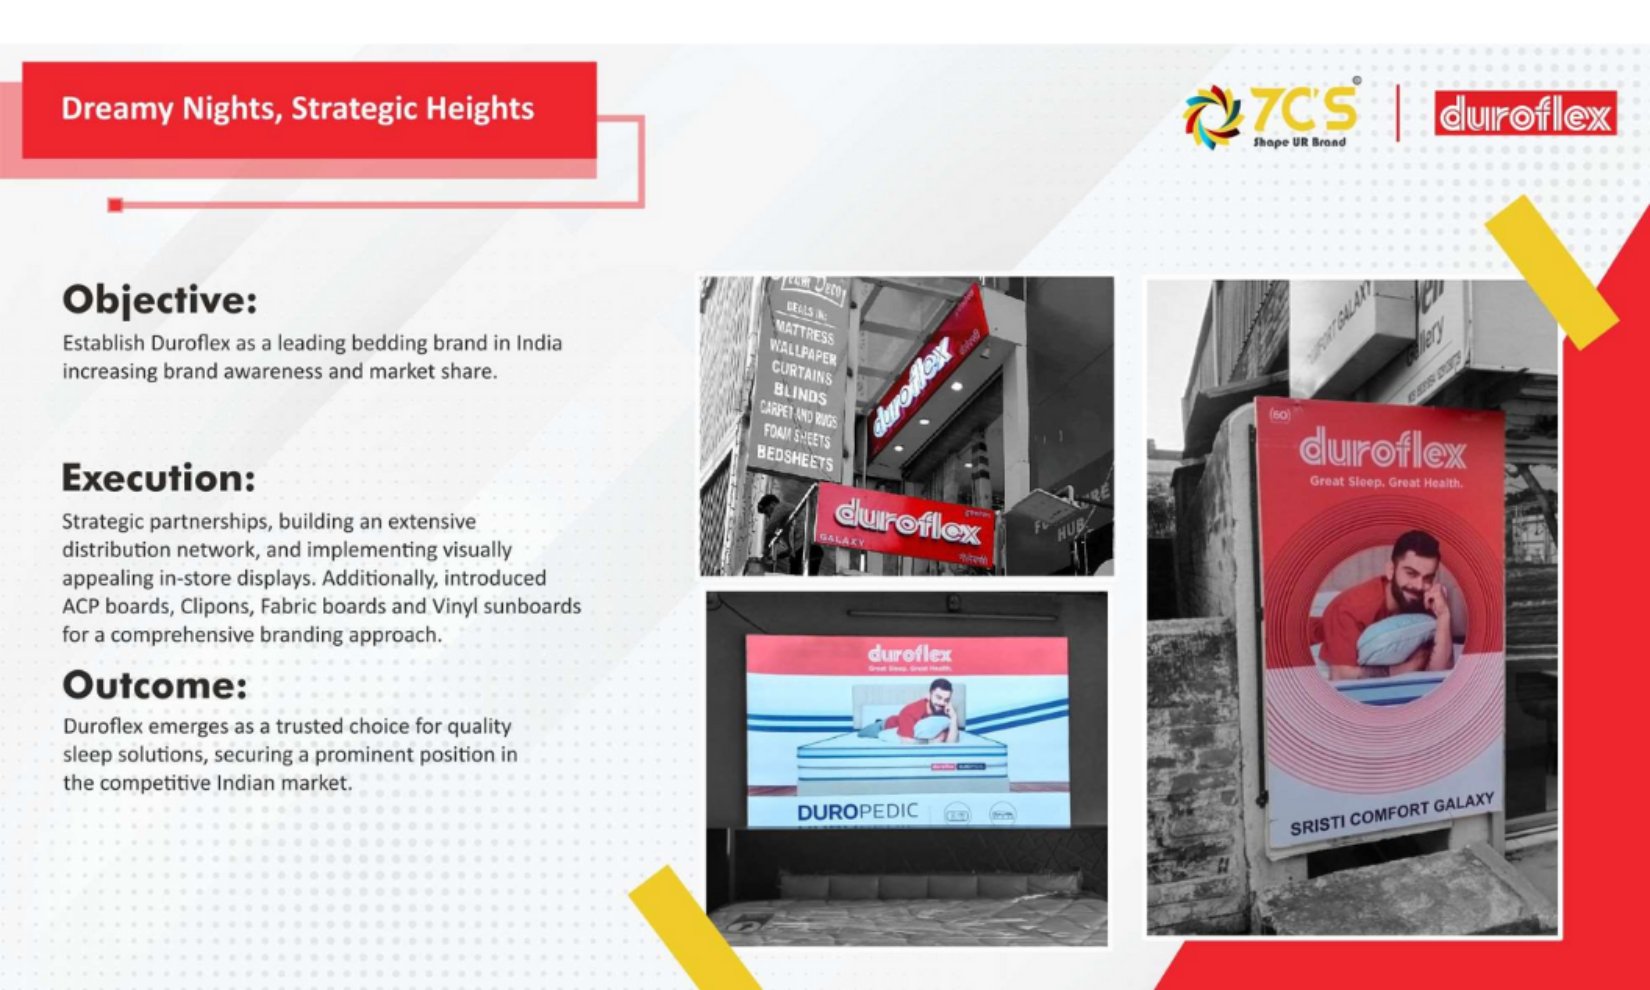 Dreamy Nights, Strategic Heights
7C'S
©
Shape UR Brand
duroflex
Objective:
Establish Duroflex as a leading bedding brand in India
increasing brand awareness and market share.
Execution:
Strategic partnerships, building an extensive
distribution network, and implementing visually
appealing in-store displays. Additionally, introduced
ACP boards, Clipons, Fabric boards and Vinyl sunboards
for a comprehensive branding approach.
Outcome:
Duroflex emerges as a trusted choice for quality
sleep solutions, securing a prominent position in
the competitive Indian market.
DEALS IN:
MATTRESS
WALLPAPER
CURTAINS
BLINDS
CARPET AND RUGS
FOAM SHEETS
BEDSHEETS
duroflex
duroflex
GALAXY
HUB
duroflex
Great Sleep. Great Health.
DUROPEDIC
GALAXY
Gallery
duroflex
Great Sleep. Great Health.
SRISTI COMFORT GALAXY